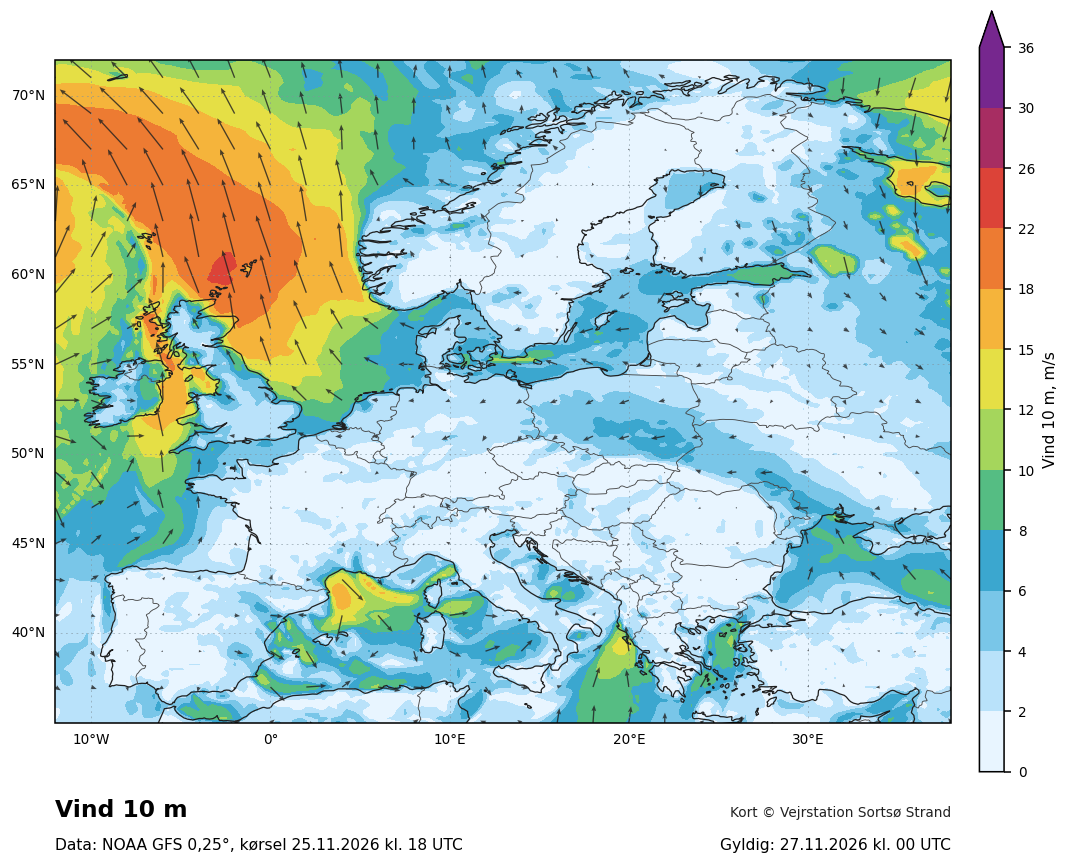 36
30
26
22
18
15
12
10
8
6
4
2
0
Vind 10 m, m/s
70°N
65°N
60°N
55°N
50°N
45°N
40°N
10°W
0°
10°E
20°E
30°E
Vind 10 m
Kort © Vejrstation Sortsø Strand
Data: NOAA GFS 0,25°, kørsel 25.11.2026 kl. 18 UTC
Gyldig: 27.11.2026 kl. 00 UTC